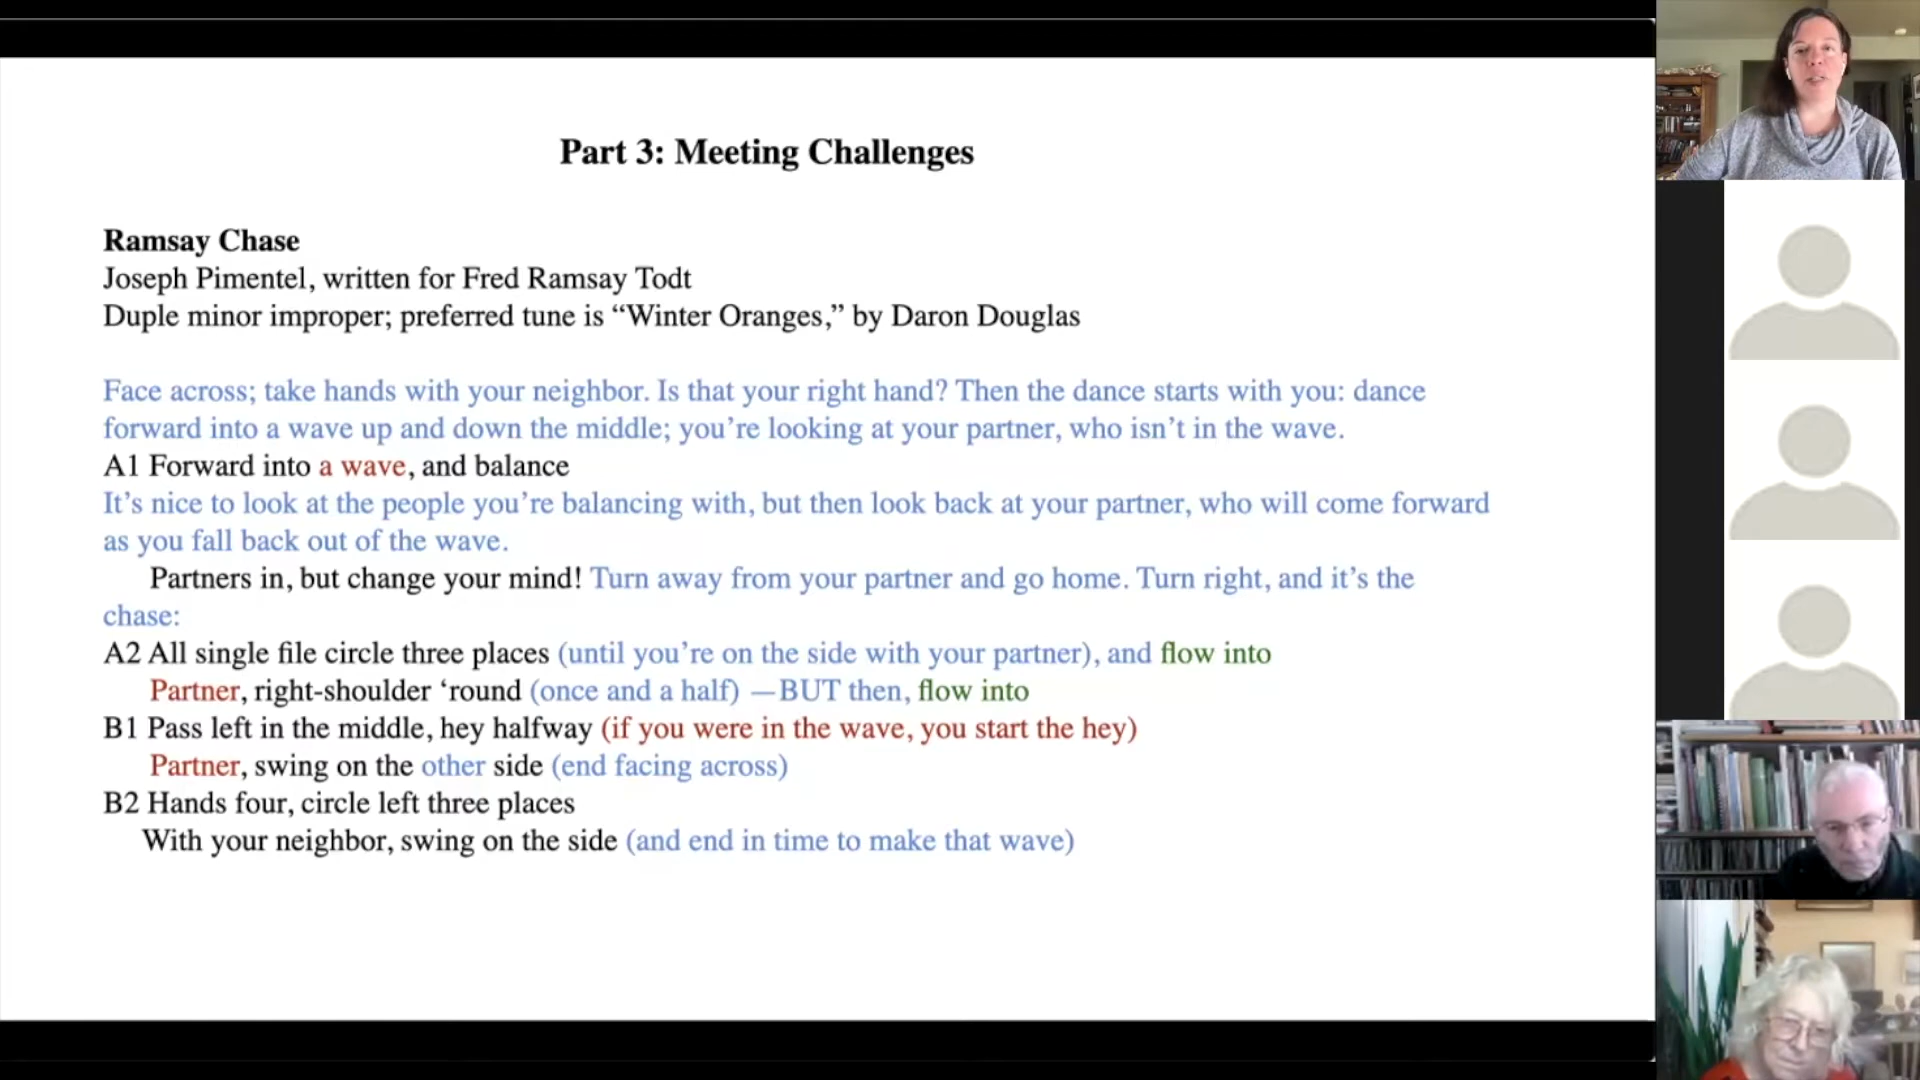 Part 3: Meeting Challenges
Ramsay Chase
Joseph Pimentel, written for Fred Ramsay Todt
Duple minor improper; preferred tune is “Winter Oranges,” by Daron Douglas
Face across; take hands with your neighbor. Is that your right hand? Then the dance starts with you: dance
forward into a wave up and down the middle; you’re looking at your partner, who isn’t in the wave.
A1 Forward into a wave, and balance
It’s nice to look at the people you’re balancing with, but then look back at your partner, who will come forward
as you fall back out of the wave.
Partners in, but change your mind! Turn away from your partner and go home. Turn right, and it’s the
chase:
A2 All single file circle three places (until you’re on the side with your partner), and flow into
Partner, right-shoulder ‘round (once and a half) —BUT then, flow into
B1 Pass left in the middle, hey halfway (if you were in the wave, you start the hey)
Partner, swing on the other side (end facing across)
B2 Hands four, circle left three places
With your neighbor, swing on the side (and end in time to make that wave)